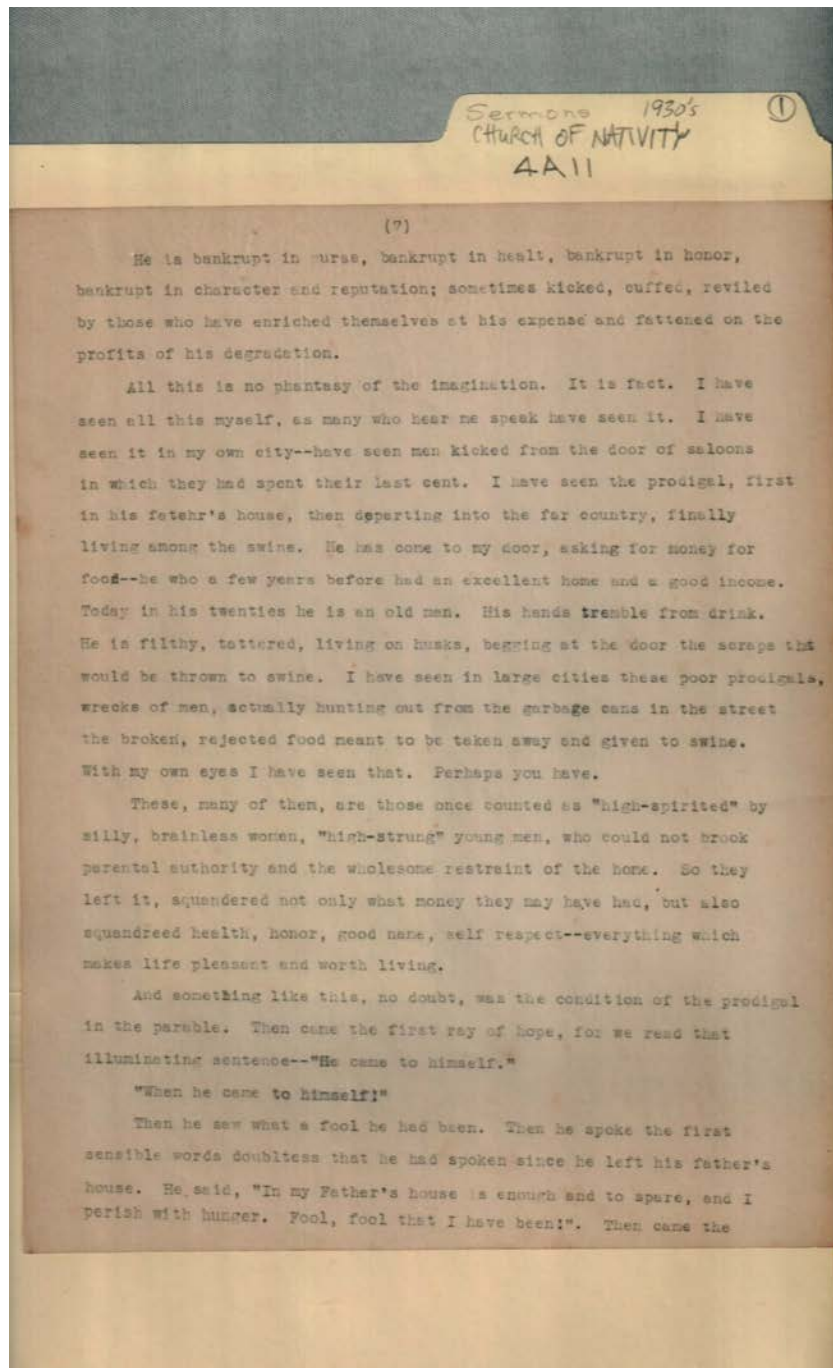 Sermons 1930's ①
CHURCH OF NATIVITY
4A11
(7)
He is bankrupt in purse, bankrupt in healt, bankrupt in honor,
bankrupt in character and reputation; sometimes kicked, cuffed, reviled
by those who have enriched themselves at his expense and fattened on the
profits of his degradation.
All this is no phantasy of the imagination. It is fact. I have
seen all this myself, as many who hear me speak have seen it. I have
seen it in my own city--have seen men kicked from the door of saloons
in which they had spent their last cent. I have seen the prodigal, first
in his fatehr's house, then departing into the far country, finally
living among the swine. He has come to my door, asking for money for
food--he who a few years before had an excellent home and a good income.
Today in his twenties he is an old man. His hands tremble from drink.
He is filthy, tattered, living on husks, begging at the door the scraps tht
would be thrown to swine. I have seen in large cities these poor prodigals,
wrecks of men, actually hunting out from the garbage cans in the street
the broken, rejected food meant to be taken away and given to swine.
With my own eyes I have seen that. Perhaps you have.
These, many of them, are those once counted as "high-spirited" by
silly, brainless women, "high-strung" young men, who could not brook
parental authority and the wholesome restraint of the home. So they
left it, squandered not only what money they may have had, but also
squandreed health, honor, good name, self respect--everything which
makes life pleasant and worth living.
And something like this, no doubt, was the condition of the prodigal
in the parable. Then came the first ray of hope, for we read that
illuminating sentence--"He came to himself."
"When he came to himself!"
Then he saw what a fool he had been. Then he spoke the first
sensible words doubltess that he had spoken since he left his father's
house. He said, "In my Father's house is enough and to spare, and I
perish with hunger. Fool, fool that I have been!". Then came the